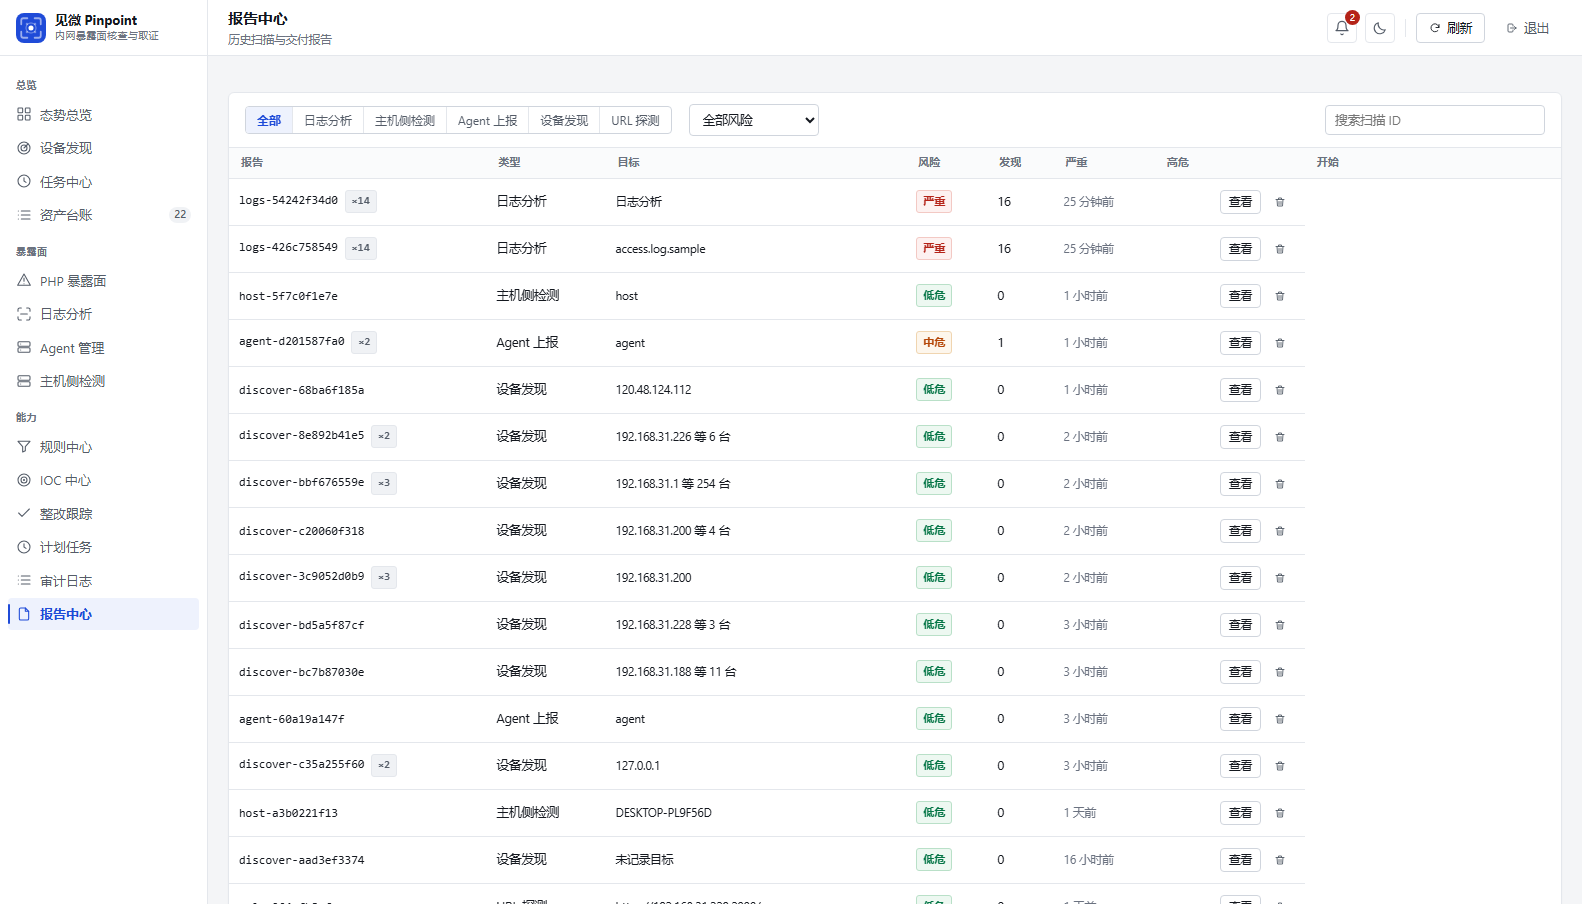 见微 Pinpoint
内网暴露面核查与取证
总览
态势总览
设备发现
任务中心
资产台账 22
暴露面
PHP 暴露面
日志分析
Agent 管理
主机侧检测
能力
规则中心
IOC 中心
整改跟踪
计划任务
审计日志
报告中心
报告中心
历史扫描与交付报告
2
刷新
退出
全部 日志分析 主机侧检测 Agent 上报 设备发现 URL 探测 全部风险 搜索扫描 ID
报告 类型 目标 风险 发现 严重 高危 开始
logs-54242f34d0 ×14 日志分析 日志分析 严重 16 25 分钟前 查看
logs-426c758549 ×14 日志分析 access.log.sample 严重 16 25 分钟前 查看
host-5f7c0f1e7e 主机侧检测 host 低危 0 1 小时前 查看
agent-d201587fa0 ×2 Agent 上报 agent 中危 1 1 小时前 查看
discover-68ba6f185a 设备发现 120.48.124.112 低危 0 1 小时前 查看
discover-8e892b41e5 ×2 设备发现 192.168.31.226 等 6 台 低危 0 2 小时前 查看
discover-bbf676559e ×3 设备发现 192.168.31.1 等 254 台 低危 0 2 小时前 查看
discover-c20060f318 设备发现 192.168.31.200 等 4 台 低危 0 2 小时前 查看
discover-3c9052d0b9 ×3 设备发现 192.168.31.200 低危 0 2 小时前 查看
discover-bd5a5f87cf 设备发现 192.168.31.228 等 3 台 低危 0 3 小时前 查看
discover-bc7b87030e 设备发现 192.168.31.188 等 11 台 低危 0 3 小时前 查看
agent-60a19a147f Agent 上报 agent 低危 0 3 小时前 查看
discover-c35a255f60 ×2 设备发现 127.0.0.1 低危 0 3 小时前 查看
host-a3b0221f13 主机侧检测 DESKTOP-PL9F56D 低危 0 1 天前 查看
discover-aad3ef3374 设备发现 未记录目标 低危 0 16 小时前 查看
URL 探测 低危